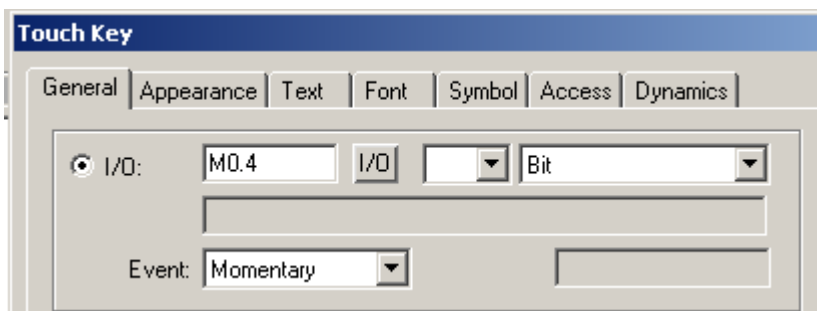 Touch Key
General Appearance Text Font Symbol Access Dynamics
I/O: M0.4 I/O Bit
Event: Momentary